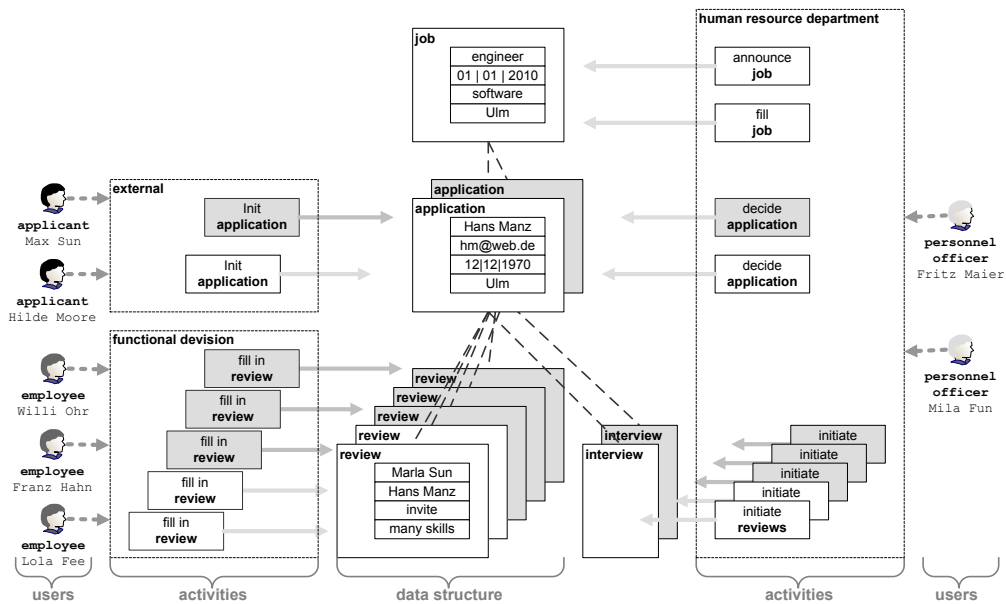 human resource department
job
engineer
01 | 01 | 2010
software
Ulm
announce
job
fill
job
external
Init
application
Init
application
applicant
Max Sun
applicant
Hilde Moore
application
application
Hans Manz
hm@web.de
12|12|1970
Ulm
decide
application
decide
application
personnel
officer
Fritz Maier
personnel
officer
Mila Fun
functional devision
fill in
review
fill in
review
fill in
review
fill in
review
fill in
review
employee
Willi Ohr
employee
Franz Hahn
employee
Lola Fee
review
review
review
review
review
Marla Sun
Hans Manz
invite
many skills
interview
interview
initiate
initiate
initiate
initiate
initiate
reviews
users
activities
data structure
activities
users